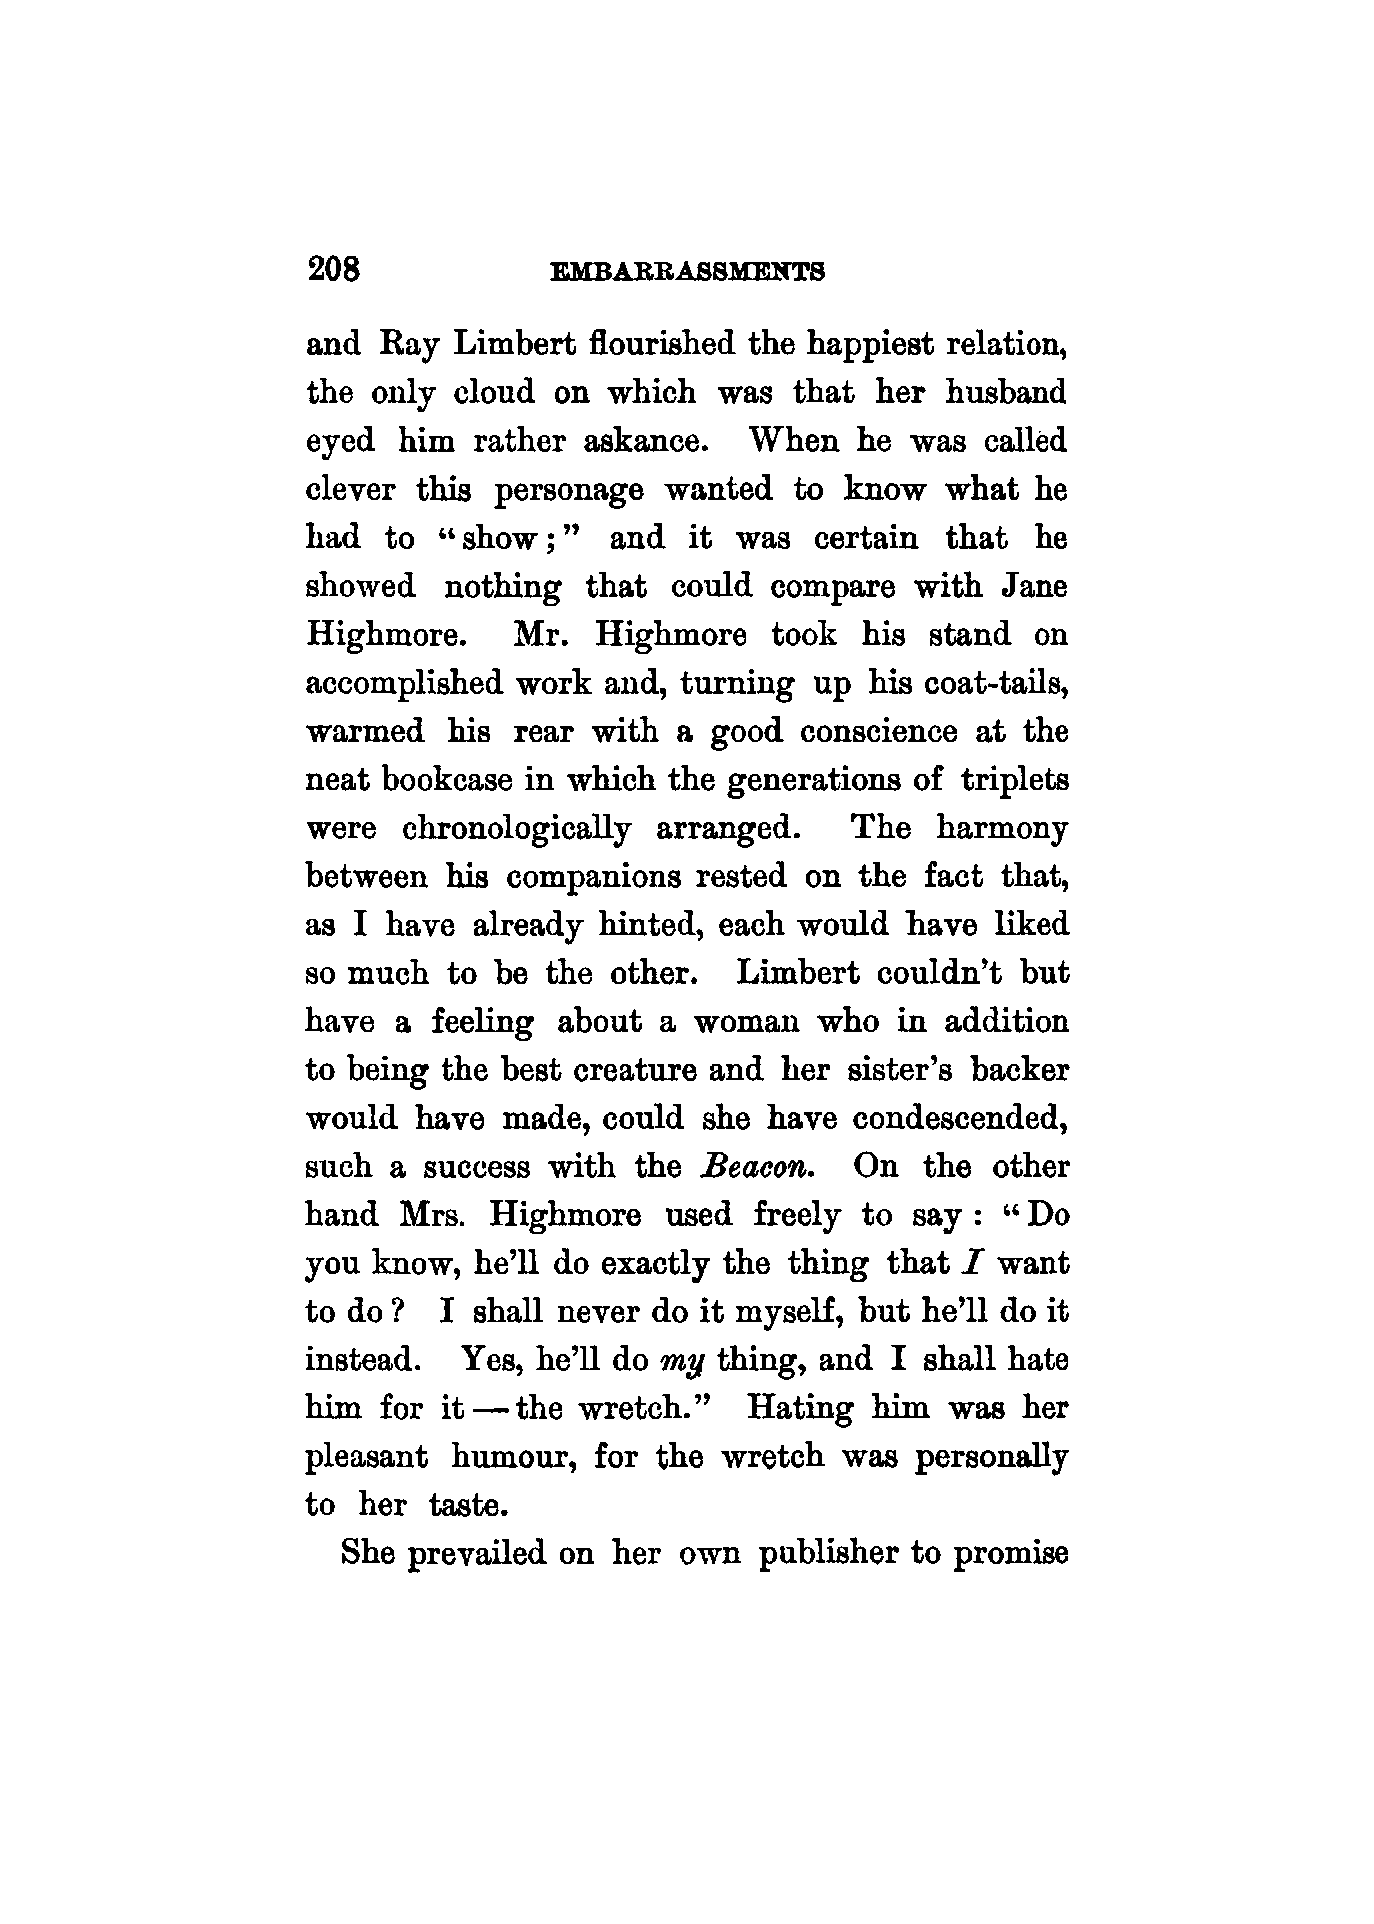 208 EMBARRASSMENTS
and Ray Limbert flourished the happiest relation,
the only cloud on which was that her husband
eyed him rather askance. When he was called
clever this personage wanted to know what he
had to “show;” and it was certain that he
showed nothing that could compare with Jane
Highmore. Mr. Highmore took his stand on
accomplished work and, turning up his coat-tails,
warmed his rear with a good conscience at the
neat bookcase in which the generations of triplets
were chronologically arranged. The harmony
between his companions rested on the fact that,
as I have already hinted, each would have liked
so much to be the other. Limbert couldn’t but
have a feeling about a woman who in addition
to being the best creature and her sister’s backer
would have made, could she have condescended,
such a success with the Beacon. On the other
hand Mrs. Highmore used freely to say: “Do
you know, he’ll do exactly the thing that I want
to do? I shall never do it myself, but he’ll do it
instead. Yes, he’ll do my thing, and I shall hate
him for it—the wretch.” Hating him was her
pleasant humour, for the wretch was personally
to her taste.
She prevailed on her own publisher to promise